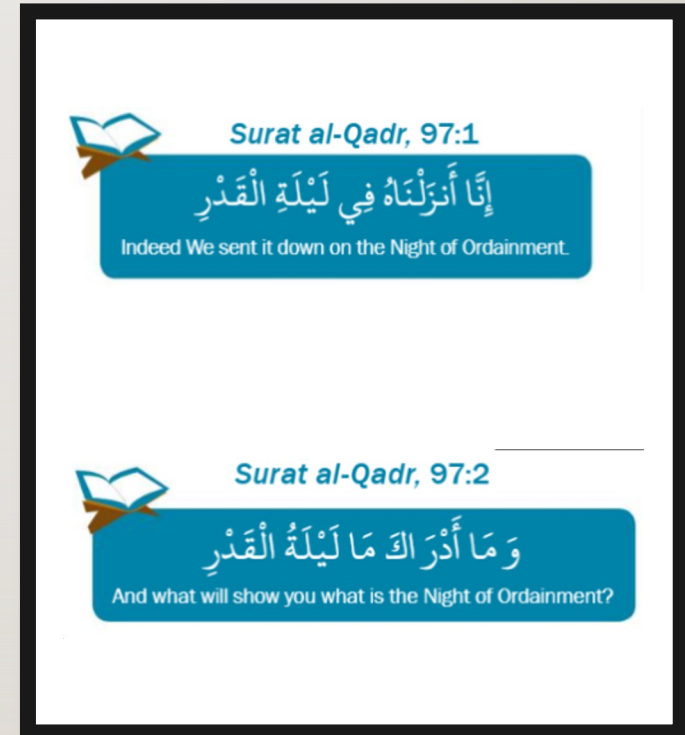 Surat al-Qadr, 97:1
إِنَّا أَنزَلْنَاهُ فِي لَيْلَةِ الْقَدْرِ
Indeed We sent it down on the Night of Ordainment.
Surat al-Qadr, 97:2
وَ مَا أَدْرَ اكَ مَا لَيْلَةُ الْقَدْرِ
And what will show you what is the Night of Ordainment?